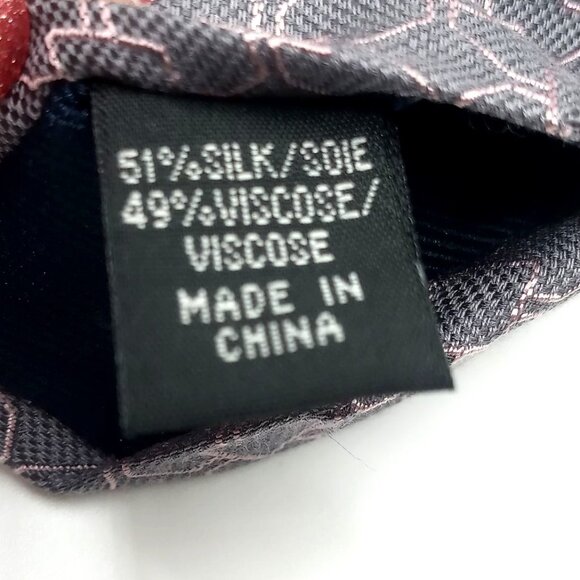 51%SILK/SOIE
49%VISCOSE/
VISCOSE
MADE IN
CHINA